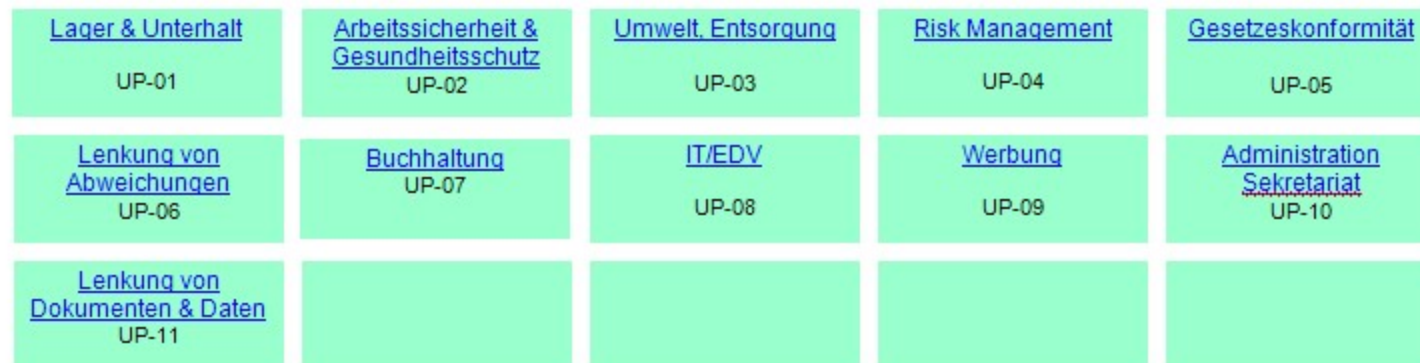 Lager & Unterhalt
UP-01
Arbeitssicherheit &
Gesundheitsschutz
UP-02
Umwelt, Entsorgung
UP-03
Risk Management
UP-04
Gesetzeskonformität
UP-05
Lenkung von
Abweichungen
UP-06
Buchhaltung
UP-07
IT/EDV
UP-08
Werbung
UP-09
Administration
Sekretariat
UP-10
Lenkung von
Dokumenten & Daten
UP-11